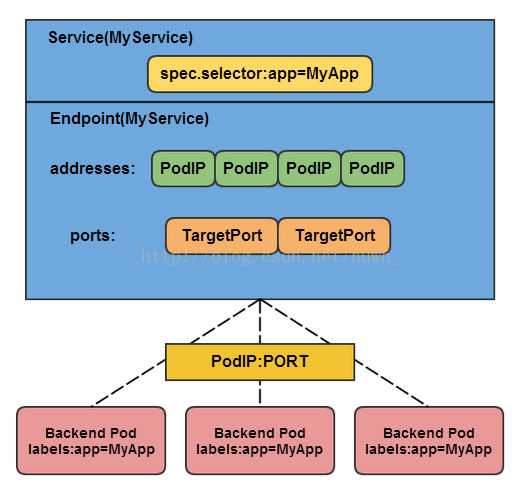 Service(MyService)
spec.selector:app=MyApp
Endpoint(MyService)
addresses: PodIP PodIP PodIP PodIP
ports: TargetPort TargetPort
http://blog.csdn.net/huwh_
PodIP:PORT
Backend Pod
labels:app=MyApp
Backend Pod
labels:app=MyApp
Backend Pod
labels:app=MyApp